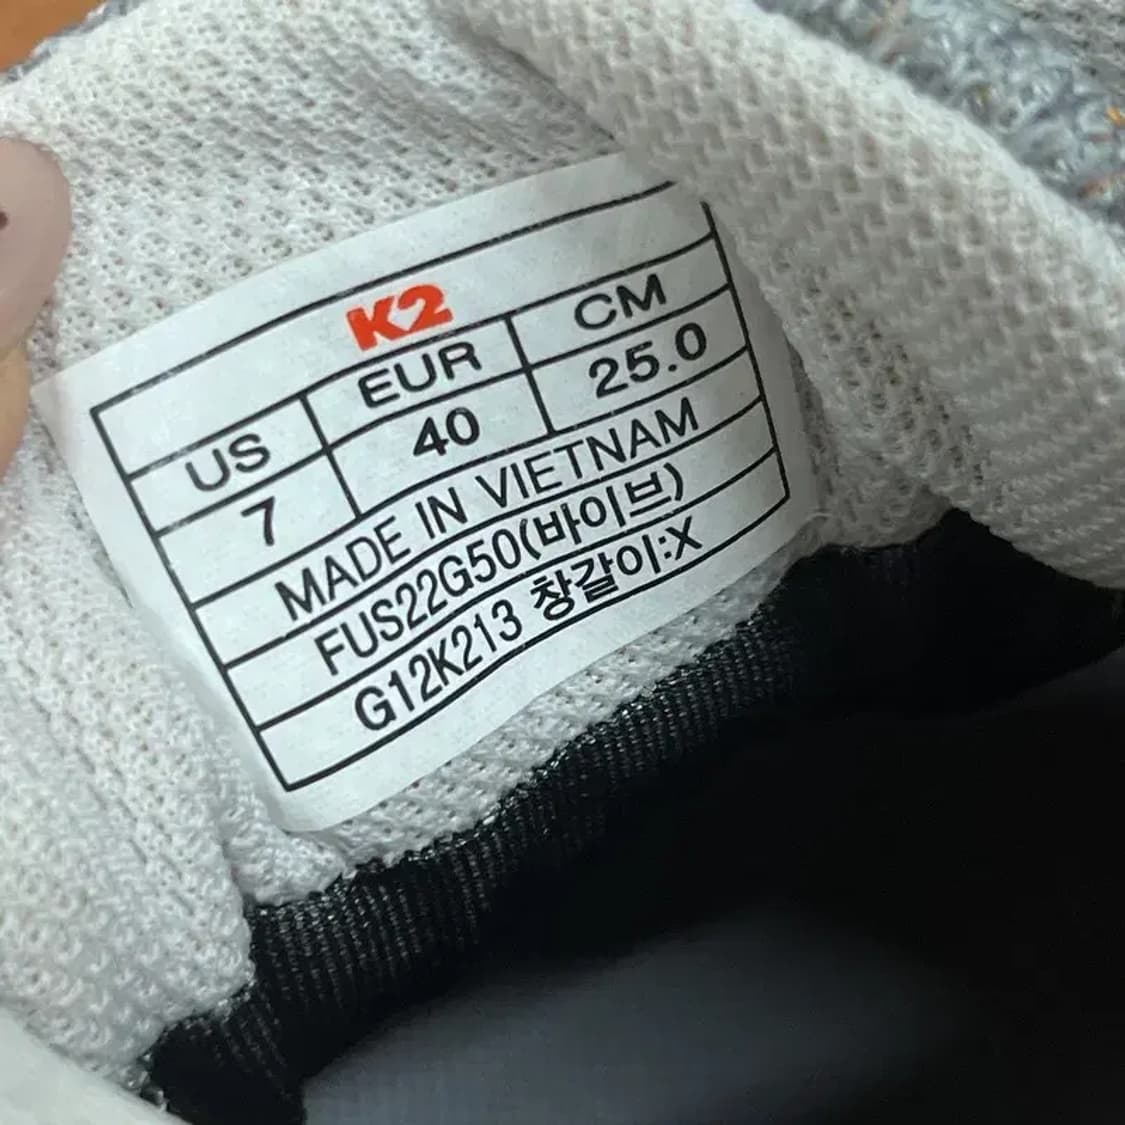 K2
US EUR CM
7 40 25.0
MADE IN VIETNAM
FUS22G50(바이브)
G12K213 창갈이:X